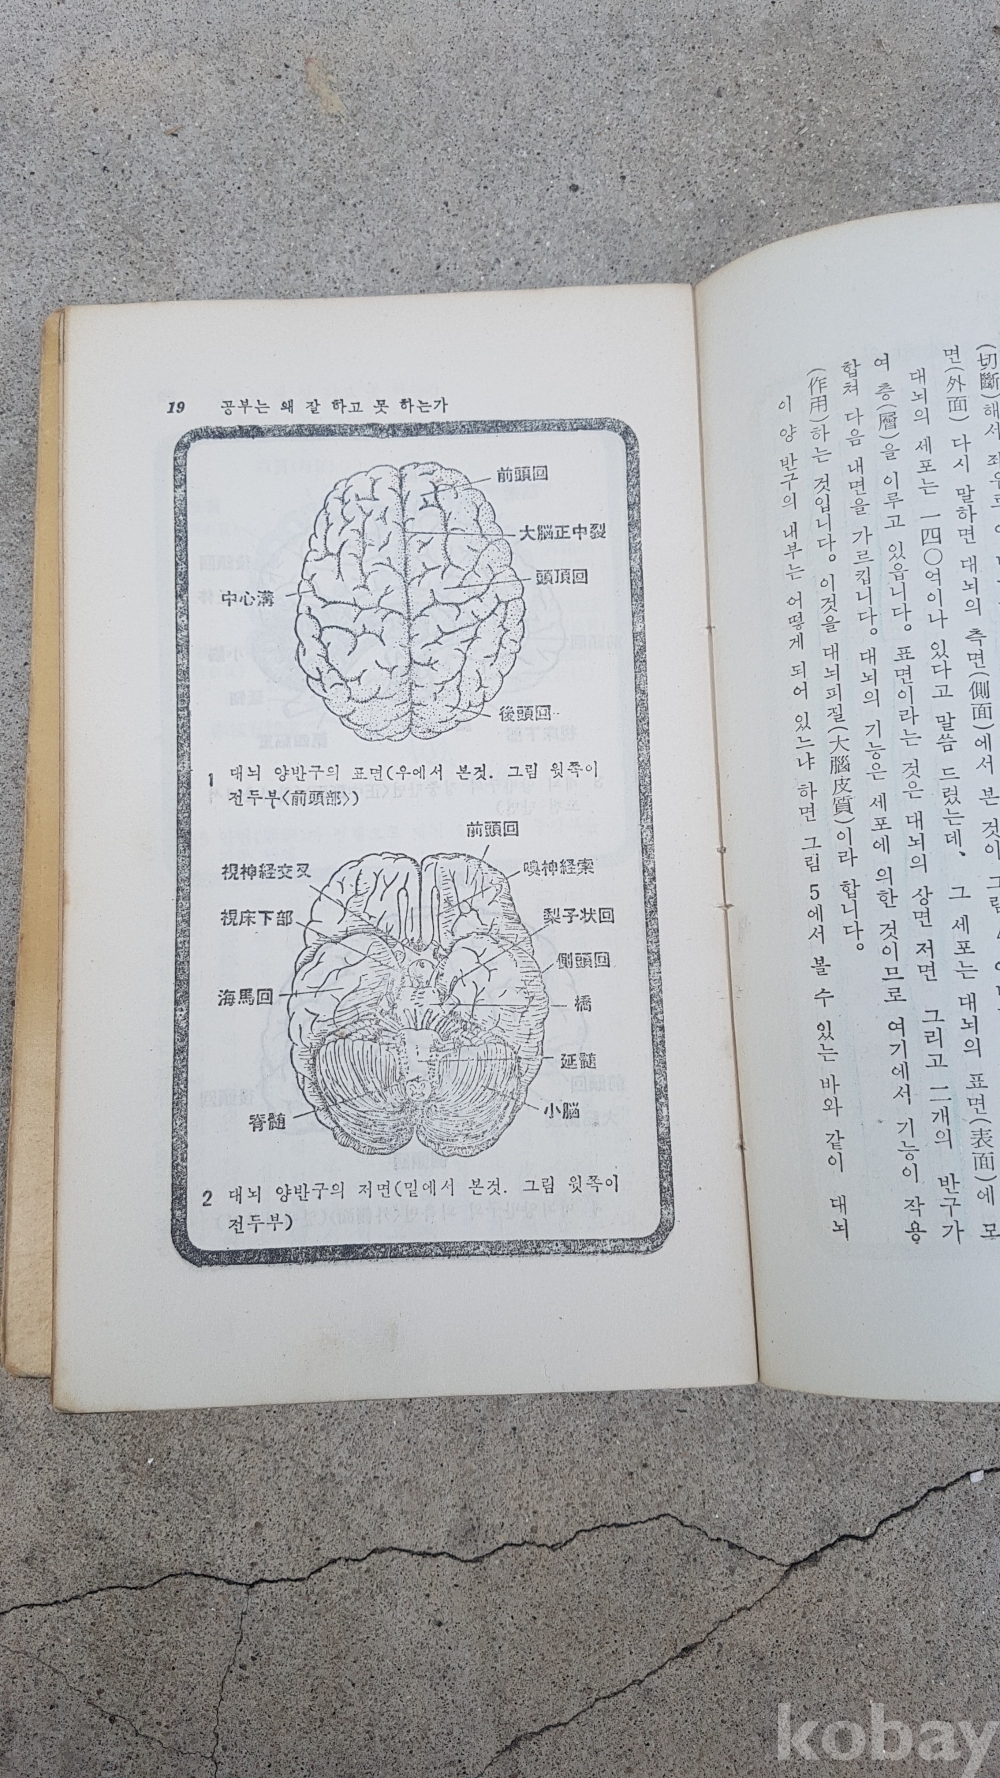 19 공부는 왜 잘 하고 못 하는가
前頭回
大脳正中裂
頭頂回
中心溝
後頭回
1 대뇌 양반구의 표면(우에서 본것. 그림 윗쪽이
전두부〈前頭部〉)
前頭回
視神経交叉
嗅神経索
視床下部
梨子状回
側頭回
海馬回
橋
延髄
小脳
脊髄
2 대뇌 양반구의 저면(밑에서 본것. 그림 윗쪽이
전두부)
면(外面) 다시 말하면 대뇌의 측면(側面)에서 본 것이
대뇌의 세포는 一四〇억이나 있다고 말씀 드렸는데、 그 세포는 대뇌의 표면(表面)에 모
여 층(層)을 이루고 있읍니다。 표면이라는 것은 대뇌의 상면 저면 그리고 二개의 반구가
합쳐 다음 내면을 가르킵니다。 대뇌의 기능은 세포에 의한 것이므로 여기에서 기능이 작용
(作用)하는 것입니다。 이것을 대뇌피질(大腦皮質)이라 합니다。
이 양 반구의 내부는 어떻게 되어 있느냐 하면 그림 5에서 볼 수 있는 바와 같이 대뇌
kobay